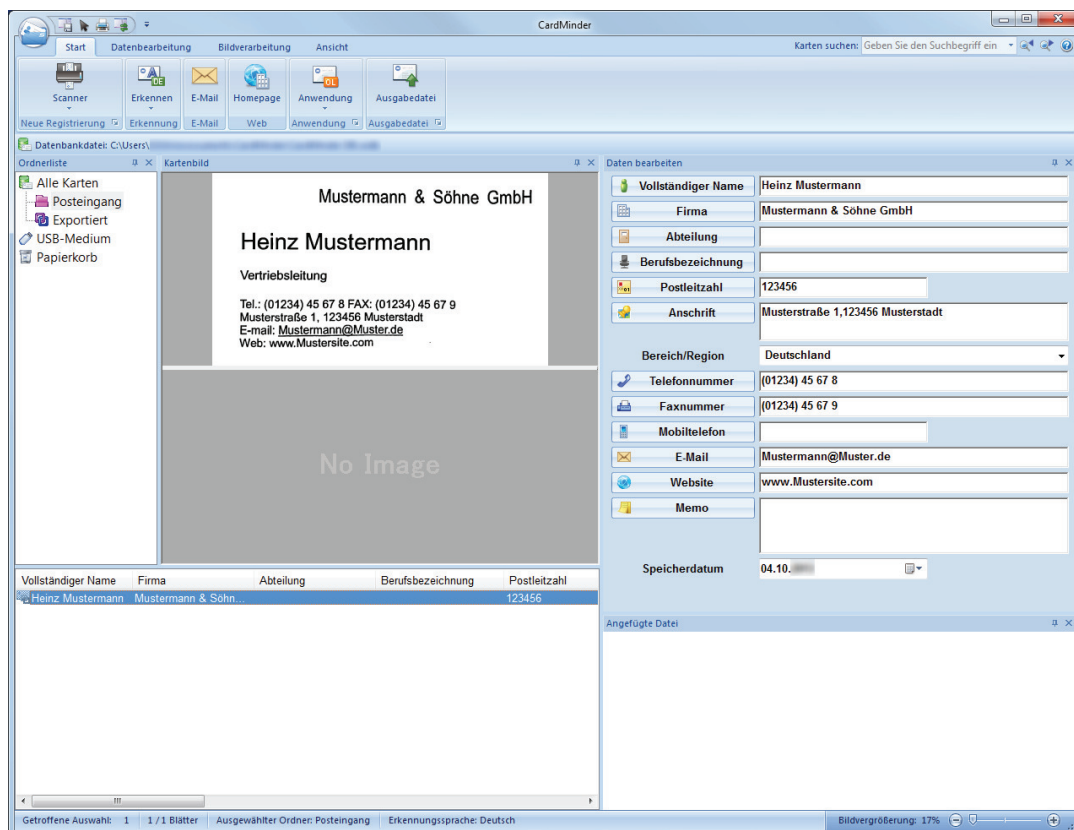 CardMinder
Start Datenbearbeitung Bildverarbeitung Ansicht
Karten suchen: Geben Sie den Suchbegriff ein
Scanner Erkennen E-Mail Homepage Anwendung Ausgabedatei
Neue Registrierung Erkennung E-Mail Web Anwendung Ausgabedatei
Datenbankdatei: C:\Users\
Ordnerliste
Alle Karten
Posteingang
Exportiert
USB-Medium
Papierkorb
Kartenbild
Mustermann & Söhne GmbH
Heinz Mustermann
Vertriebsleitung
Tel.: (01234) 45 67 8 FAX: (01234) 45 67 9
Musterstraße 1, 123456 Musterstadt
E-mail: Mustermann@Muster.de
Web: www.Mustersite.com
No Image
Daten bearbeiten
Vollständiger Name Heinz Mustermann
Firma Mustermann & Söhne GmbH
Abteilung
Berufsbezeichnung
Postleitzahl 123456
Anschrift Musterstraße 1,123456 Musterstadt
Bereich/Region Deutschland
Telefonnummer (01234) 45 67 8
Faxnummer (01234) 45 67 9
Mobiltelefon
E-Mail Mustermann@Muster.de
Website www.Mustersite.com
Memo
Speicherdatum 04.10.
Vollständiger Name Firma Abteilung Berufsbezeichnung Postleitzahl
Heinz Mustermann Mustermann & Söhn... 123456
Angefügte Datei
Getroffene Auswahl: 1 1 / 1 Blätter Ausgewählter Ordner: Posteingang Erkennungssprache: Deutsch Bildvergrößerung: 17%